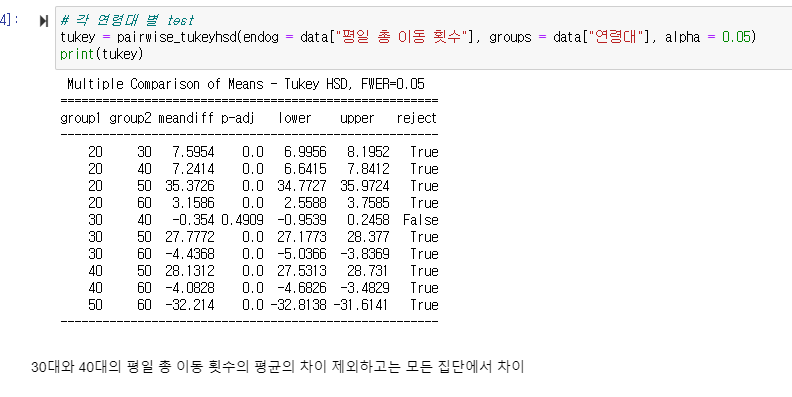 4]:
# 각 연령대 별 test
tukey = pairwise_tukeyhsd(endog = data["평일 총 이동 횟수"], groups = data["연령대"], alpha = 0.05)
print(tukey)
Multiple Comparison of Means - Tukey HSD, FWER=0.05
=====================================================
group1 group2 meandiff p-adj lower upper reject
-----------------------------------------------------
20 30 7.5954 0.0 6.9956 8.1952 True
20 40 7.2414 0.0 6.6415 7.8412 True
20 50 35.3726 0.0 34.7727 35.9724 True
20 60 3.1586 0.0 2.5588 3.7585 True
30 40 -0.354 0.4909 -0.9539 0.2458 False
30 50 27.7772 0.0 27.1773 28.377 True
30 60 -4.4368 0.0 -5.0366 -3.8369 True
40 50 28.1312 0.0 27.5313 28.731 True
40 60 -4.0828 0.0 -4.6826 -3.4829 True
50 60 -32.214 0.0 -32.8138 -31.6141 True
-----------------------------------------------------
30대와 40대의 평일 총 이동 횟수의 평균의 차이 제외하고는 모든 집단에서 차이